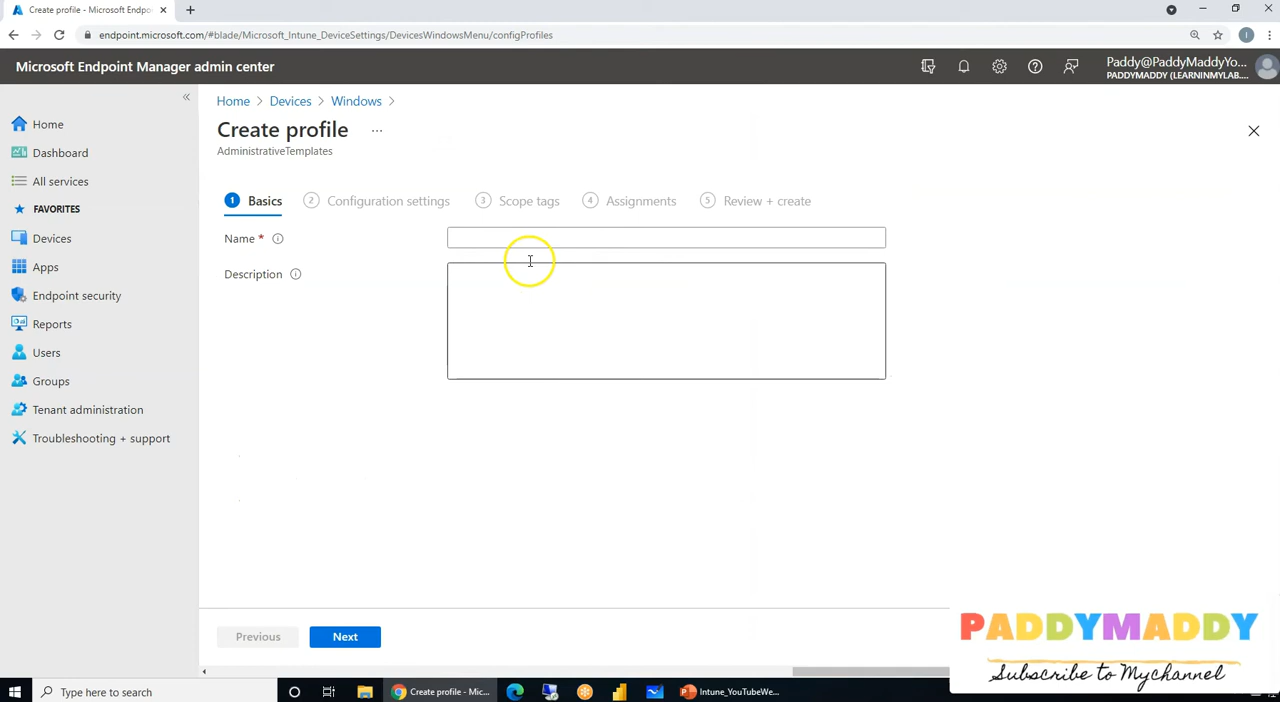 Create profile - Microsoft Endpo
endpoint.microsoft.com/#blade/Microsoft_Intune_DeviceSettings/DevicesWindowsMenu/configProfiles
I
Microsoft Endpoint Manager admin center
Paddy@PaddyMaddyYo...
PADDYMADDY (LEARNINMYLAB....
Home
Dashboard
All services
FAVORITES
Devices
Apps
Endpoint security
Reports
Users
Groups
Tenant administration
Troubleshooting + support
Home > Devices > Windows >
Create profile ...
AdministrativeTemplates
1 Basics
2 Configuration settings
3 Scope tags
4 Assignments
5 Review + create
Name *
Description
Previous
Next
PADDYMADDY
Subscribe to Mychannel
Type here to search
Create profile - Mic...
Intune_YouTubeWe...